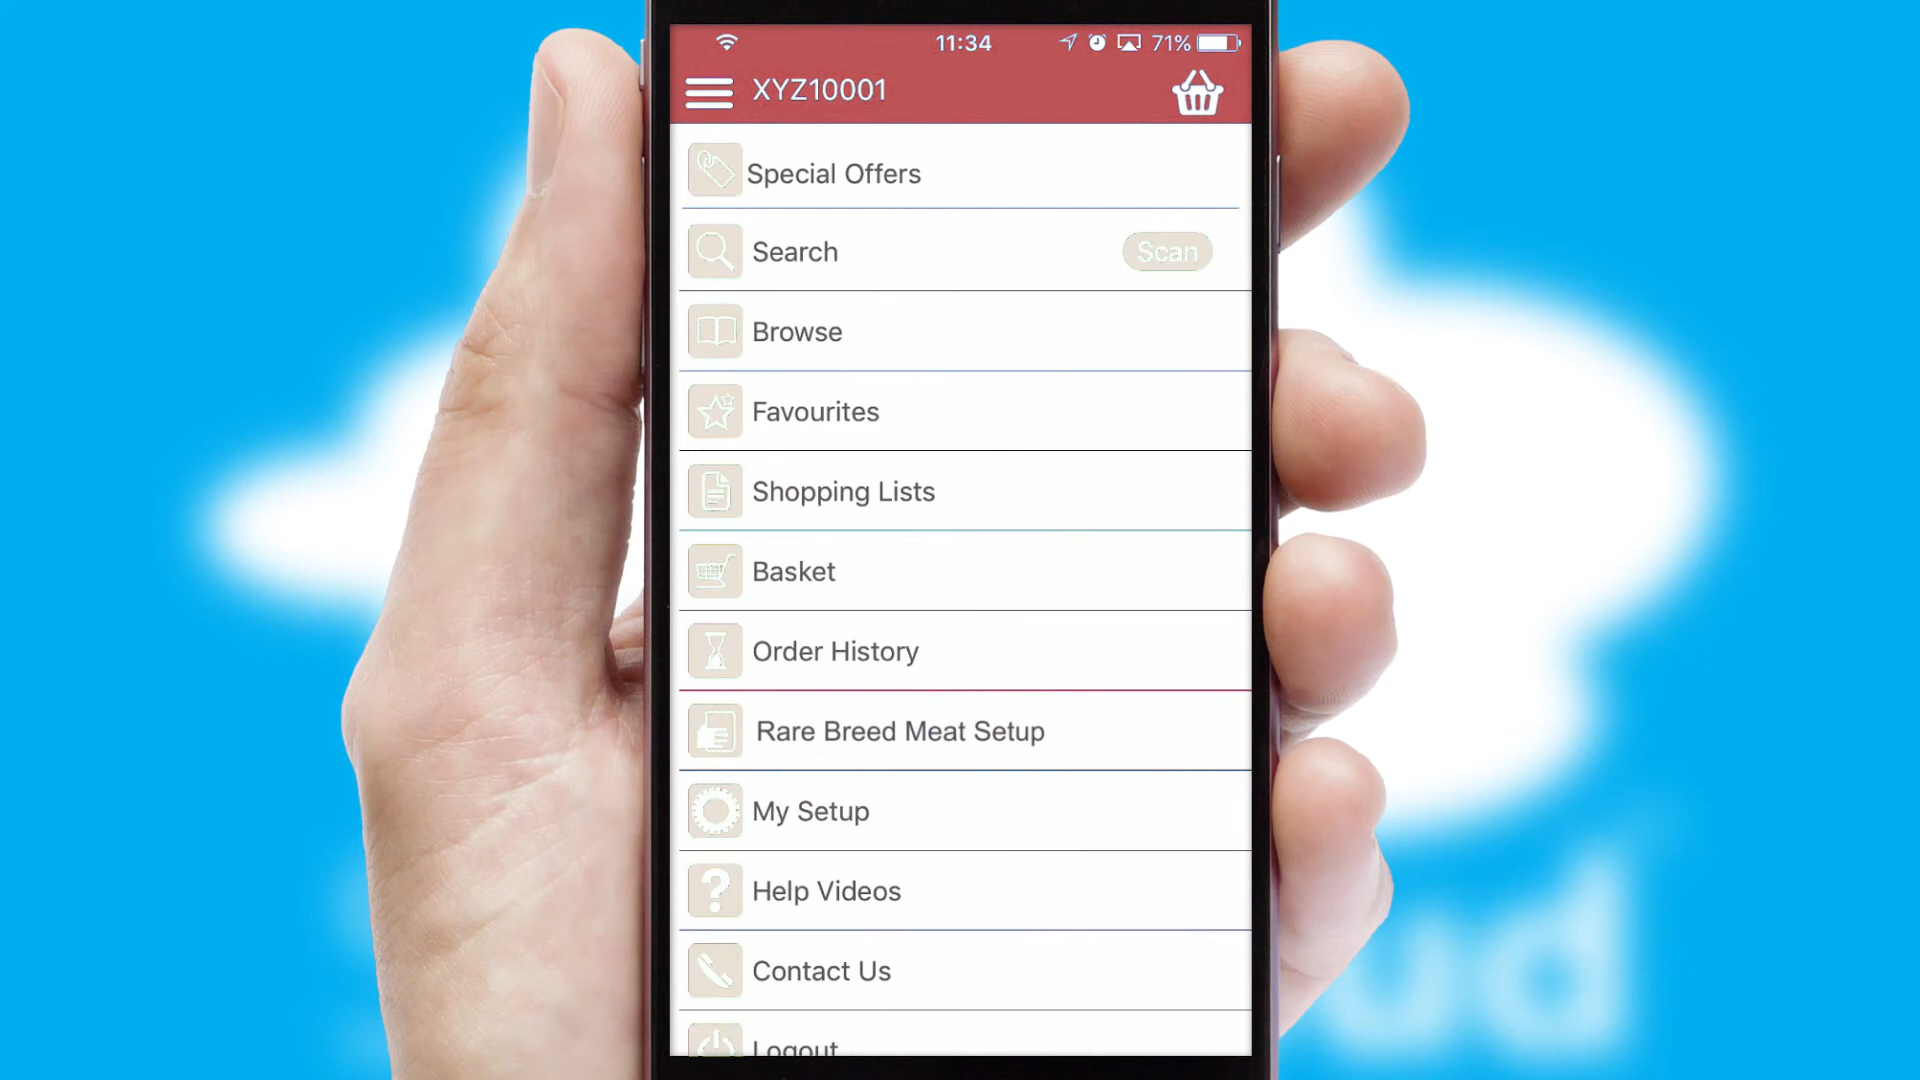 11:34
71%
XYZ10001
Special Offers
Search
Scan
Browse
Favourites
Shopping Lists
Basket
Order History
Rare Breed Meat Setup
My Setup
Help Videos
Contact Us
Logout